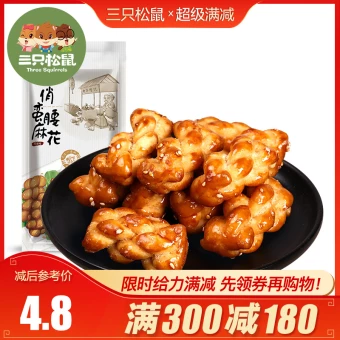 三只松鼠×超级满减
三只松鼠
Three Squirrels
俏
蛮腰
麻花
减后参考价
4.8
限时给力满减 先领券再购物!
满300减180